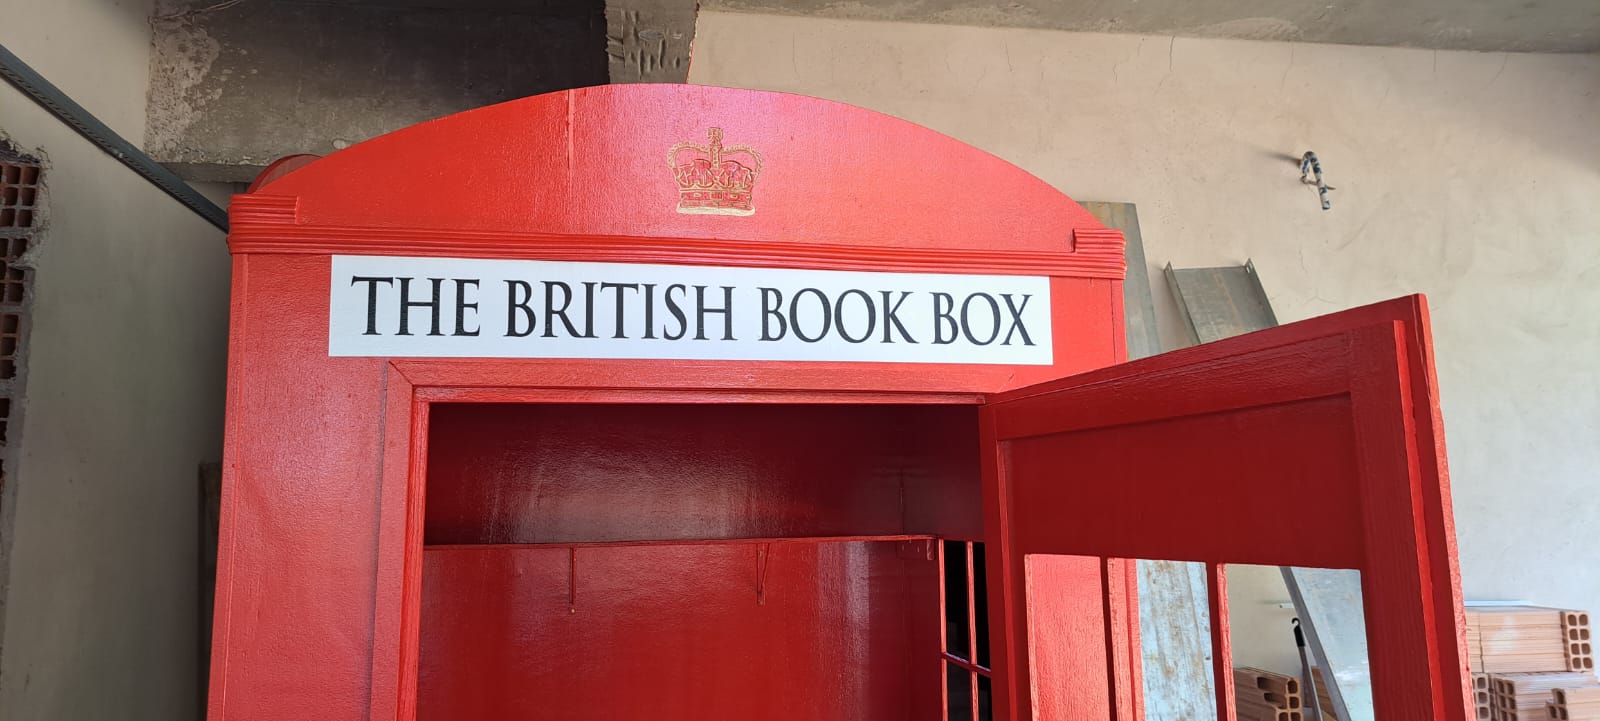 THE BRITISH BOOK BOX